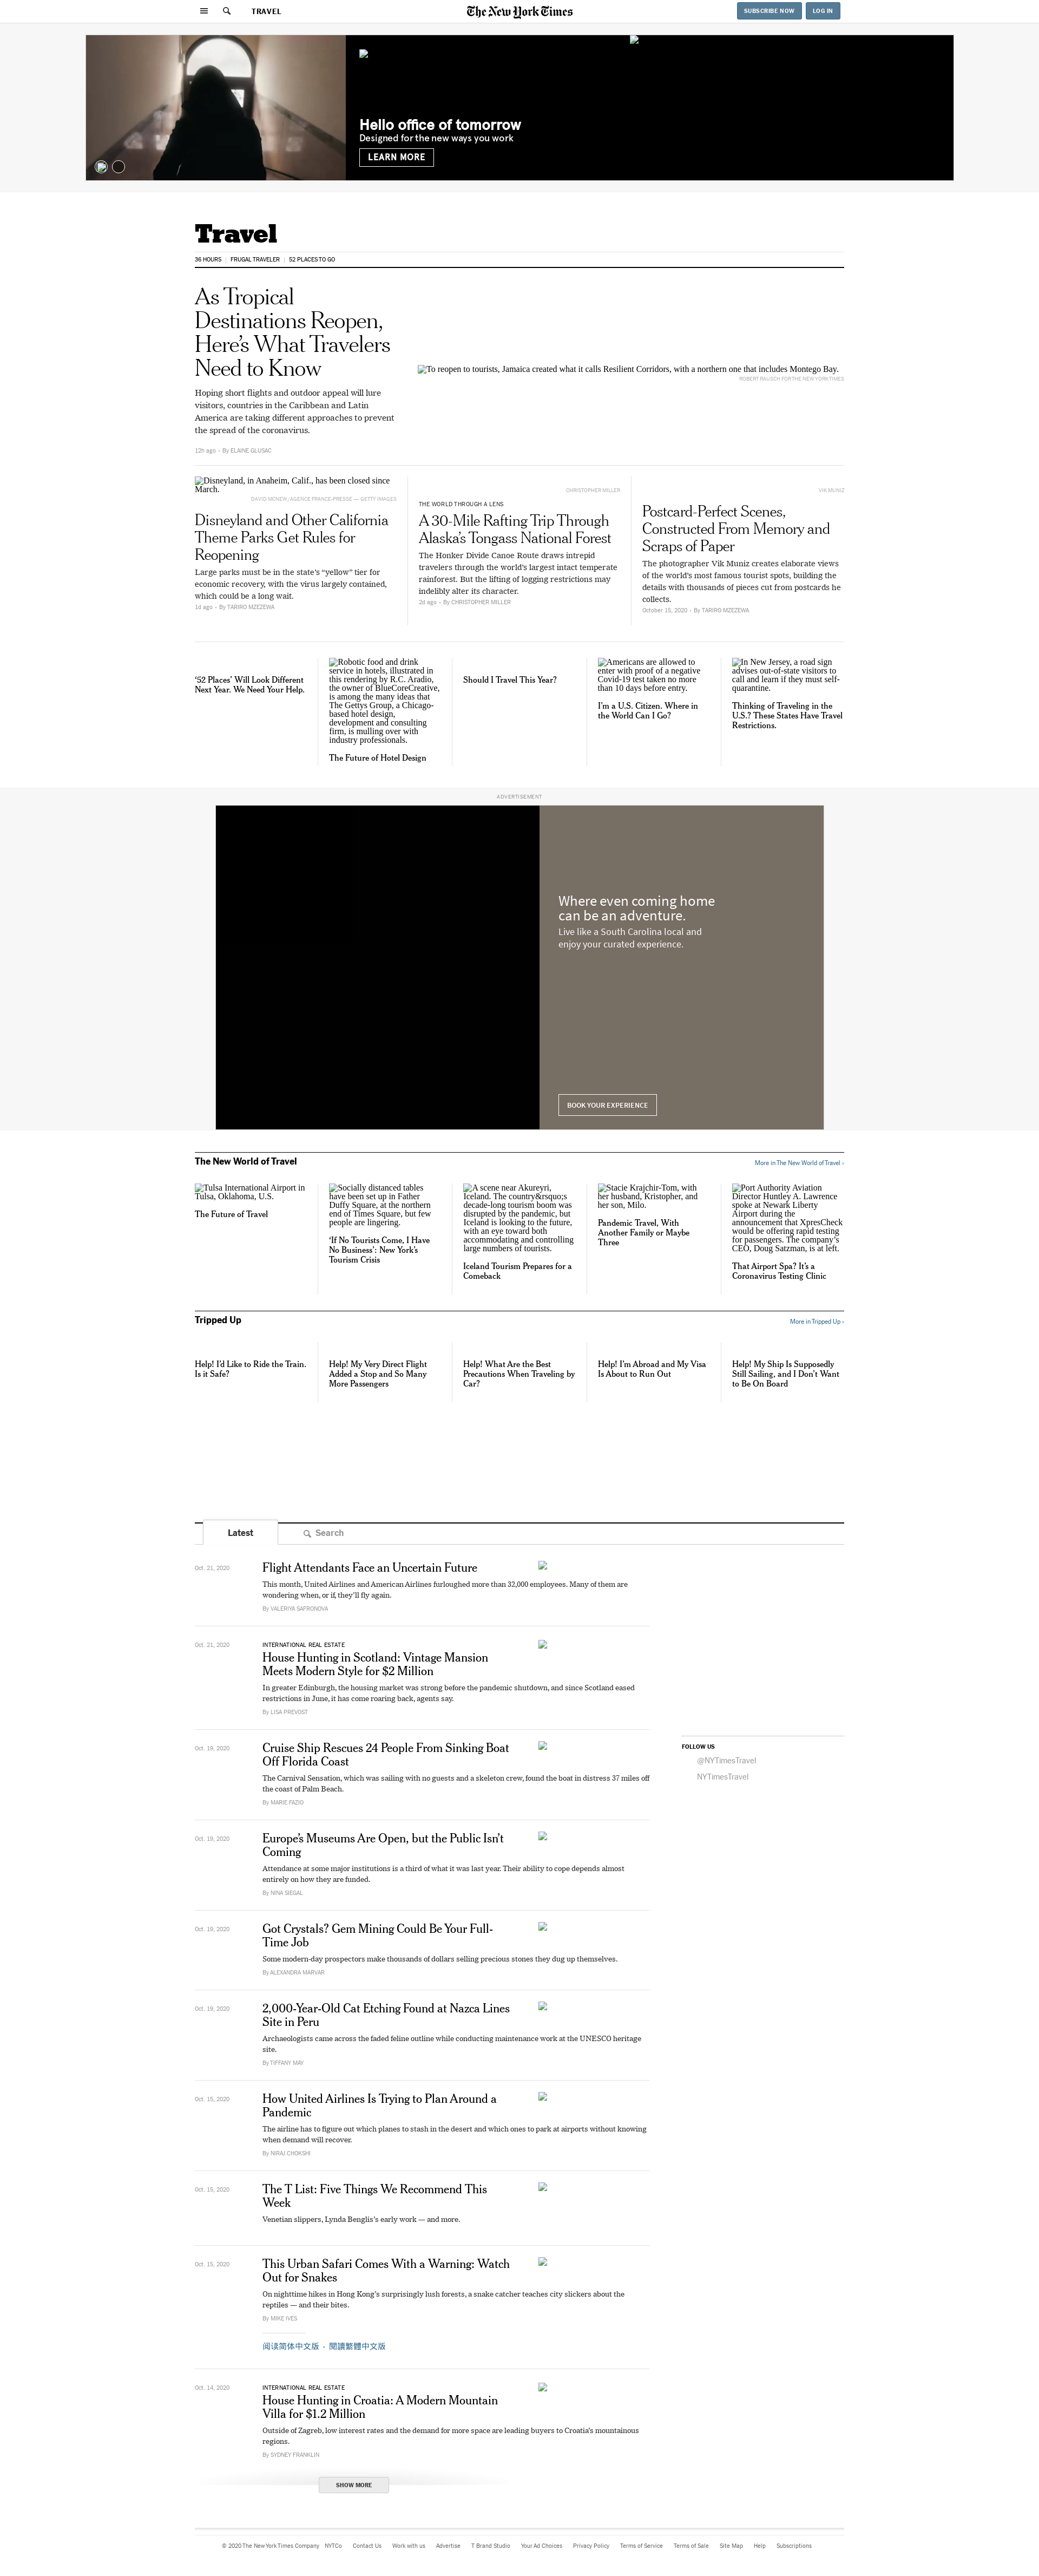 TRAVEL
The New York Times
SUBSCRIBE NOW
LOG IN
Hello office of tomorrow
Designed for the new ways you work
LEARN MORE
Travel
36 HOURS
FRUGAL TRAVELER
52 PLACES TO GO
As Tropical
Destinations Reopen,
Here's What Travelers
Need to Know
Hoping short flights and outdoor appeal will lure
visitors, countries in the Caribbean and Latin
America are taking different approaches to prevent
the spread of the coronavirus.
12h ago - By ELAINE GLUSAC
To reopen to tourists, Jamaica created what it calls Resilient Corridors, with a northern one that includes Montego Bay.
ROBERT RAUSCH FOR THE NEW YORK TIMES
Disneyland, in Anaheim, Calif., has been closed since
March.
DAVID MCNEW/AGENCE FRANCE-PRESSE — GETTY IMAGES
Disneyland and Other California
Theme Parks Get Rules for
Reopening
Large parks must be in the state's "yellow" tier for
economic recovery, with the virus largely contained,
which could be a long wait.
1d ago - By TARIRO MZEZEWA
CHRISTOPHER MILLER
THE WORLD THROUGH A LENS
A 30-Mile Rafting Trip Through
Alaska's Tongass National Forest
The Honker Divide Canoe Route draws intrepid
travelers through the world's largest intact temperate
rainforest. But the lifting of logging restrictions may
indelibly alter its character.
2d ago - By CHRISTOPHER MILLER
VIK MUNIZ
Postcard-Perfect Scenes,
Constructed From Memory and
Scraps of Paper
The photographer Vik Muniz creates elaborate views
of the world's most famous tourist spots, building the
details with thousands of pieces cut from postcards he
collects.
October 15, 2020 - By TARIRO MZEZEWA
'52 Places' Will Look Different
Next Year. We Need Your Help.
Robotic food and drink
service in hotels, illustrated in
this rendering by R.C. Aradio,
the owner of BlueCoreCreative,
is among the many ideas that
The Gettys Group, a Chicago-
based hotel design,
development and consulting
firm, is mulling over with
industry professionals.
The Future of Hotel Design
Should I Travel This Year?
Americans are allowed to
enter with proof of a negative
Covid-19 test taken no more
than 10 days before entry.
I'm a U.S. Citizen. Where in
the World Can I Go?
In New Jersey, a road sign
advises out-of-state visitors to
call and learn if they must self-
quarantine.
Thinking of Traveling in the
U.S.? These States Have Travel
Restrictions.
ADVERTISEMENT
Where even coming home
can be an adventure.
Live like a South Carolina local and
enjoy your curated experience.
BOOK YOUR EXPERIENCE
The New World of Travel
More in The New World of Travel ›
Tulsa International Airport in
Tulsa, Oklahoma, U.S.
The Future of Travel
Socially distanced tables
have been set up in Father
Duffy Square, at the northern
end of Times Square, but few
people are lingering.
'If No Tourists Come, I Have
No Business': New York's
Tourism Crisis
A scene near Akureyri,
Iceland. The country&rsquo;s
decade-long tourism boom was
disrupted by the pandemic, but
Iceland is looking to the future,
with an eye toward both
accommodating and controlling
large numbers of tourists.
Iceland Tourism Prepares for a
Comeback
Stacie Krajchir-Tom, with
her husband, Kristopher, and
her son, Milo.
Pandemic Travel, With
Another Family or Maybe
Three
Port Authority Aviation
Director Huntley A. Lawrence
spoke at Newark Liberty
Airport during the
announcement that XpresCheck
would be offering rapid testing
for passengers. The company's
CEO, Doug Satzman, is at left.
That Airport Spa? It's a
Coronavirus Testing Clinic
Tripped Up
More in Tripped Up ›
Help! I'd Like to Ride the Train.
Is it Safe?
Help! My Very Direct Flight
Added a Stop and So Many
More Passengers
Help! What Are the Best
Precautions When Traveling by
Car?
Help! I'm Abroad and My Visa
Is About to Run Out
Help! My Ship Is Supposedly
Still Sailing, and I Don't Want
to Be On Board
Latest
Search
Oct. 21, 2020
Flight Attendants Face an Uncertain Future
This month, United Airlines and American Airlines furloughed more than 32,000 employees. Many of them are
wondering when, or if, they'll fly again.
By VALERIYA SAFRONOVA
Oct. 21, 2020
INTERNATIONAL REAL ESTATE
House Hunting in Scotland: Vintage Mansion
Meets Modern Style for $2 Million
In greater Edinburgh, the housing market was strong before the pandemic shutdown, and since Scotland eased
restrictions in June, it has come roaring back, agents say.
By LISA PREVOST
Oct. 19, 2020
Cruise Ship Rescues 24 People From Sinking Boat
Off Florida Coast
The Carnival Sensation, which was sailing with no guests and a skeleton crew, found the boat in distress 37 miles off
the coast of Palm Beach.
By MARIE FAZIO
FOLLOW US
@NYTimesTravel
NYTimesTravel
Oct. 19, 2020
Europe's Museums Are Open, but the Public Isn't
Coming
Attendance at some major institutions is a third of what it was last year. Their ability to cope depends almost
entirely on how they are funded.
By NINA SIEGAL
Oct. 19, 2020
Got Crystals? Gem Mining Could Be Your Full-
Time Job
Some modern-day prospectors make thousands of dollars selling precious stones they dug up themselves.
By ALEXANDRA MARVAR
Oct. 19, 2020
2,000-Year-Old Cat Etching Found at Nazca Lines
Site in Peru
Archaeologists came across the faded feline outline while conducting maintenance work at the UNESCO heritage
site.
By TIFFANY MAY
Oct. 15, 2020
How United Airlines Is Trying to Plan Around a
Pandemic
The airline has to figure out which planes to stash in the desert and which ones to park at airports without knowing
when demand will recover.
By NIRAJ CHOKSHI
Oct. 15, 2020
The T List: Five Things We Recommend This
Week
Venetian slippers, Lynda Benglis's early work — and more.
Oct. 15, 2020
This Urban Safari Comes With a Warning: Watch
Out for Snakes
On nighttime hikes in Hong Kong's surprisingly lush forests, a snake catcher teaches city slickers about the
reptiles — and their bites.
By MIKE IVES
阅读简体中文版 - 閱讀繁體中文版
Oct. 14, 2020
INTERNATIONAL REAL ESTATE
House Hunting in Croatia: A Modern Mountain
Villa for $1.2 Million
Outside of Zagreb, low interest rates and the demand for more space are leading buyers to Croatia's mountainous
regions.
By SYDNEY FRANKLIN
SHOW MORE
© 2020 The New York Times Company NYTCo Contact Us Work with us Advertise T Brand Studio Your Ad Choices Privacy Policy Terms of Service Terms of Sale Site Map Help Subscriptions